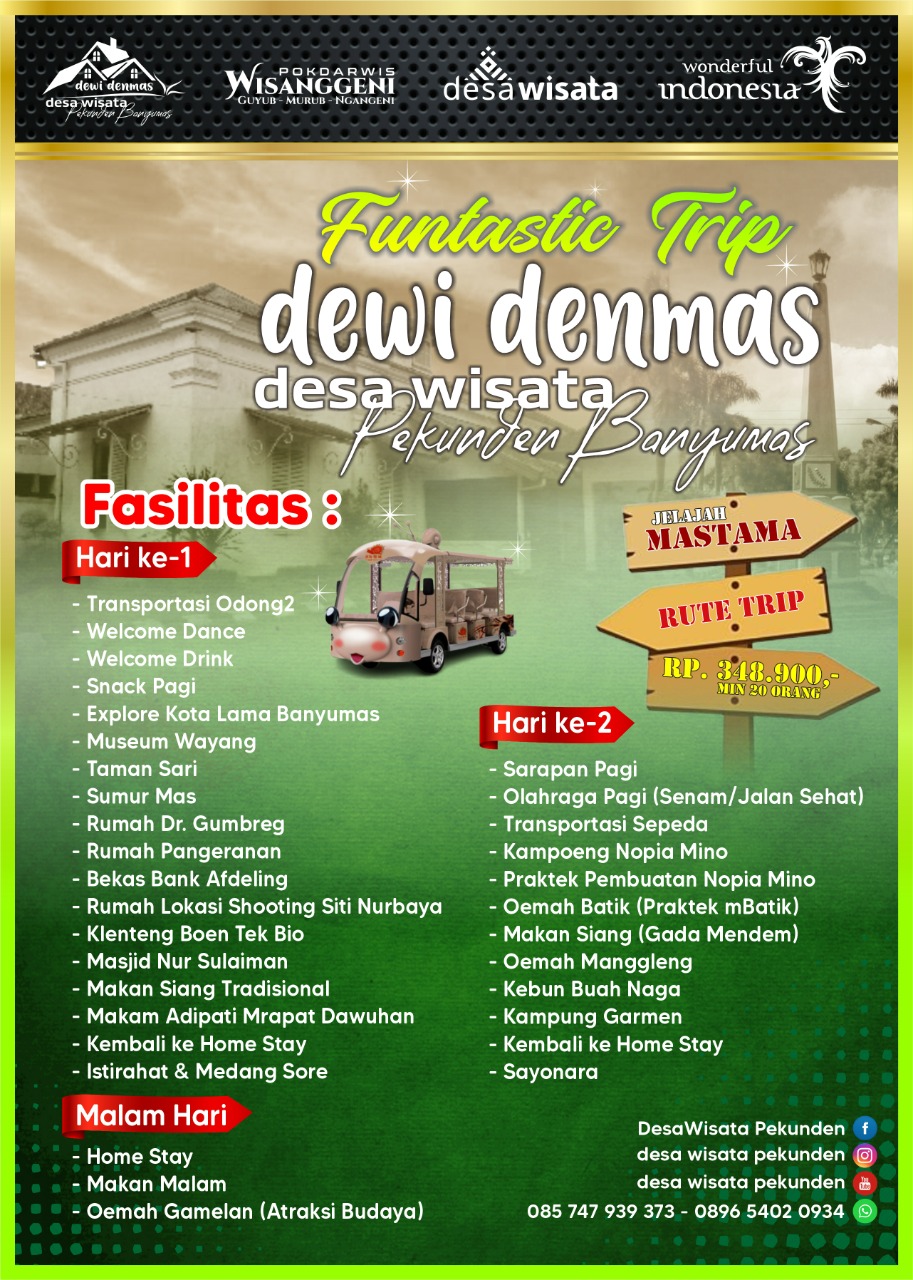 dewi denmas
desa wisata
Pekunden Banyumas
POKDARWIS
WISANGGENI
GUYUB - MURUB - NGANGENI
desawisata
wonderful
indonesia
Funtastic Trip
dewi denmas
desa wisata
Pekunden Banyumas
Fasilitas :
JELAJAH
MASTAMA
RUTE TRIP
RP. 348.900,-
MIN 20 ORANG
Hari ke-1
- Transportasi Odong2
- Welcome Dance
- Welcome Drink
- Snack Pagi
- Explore Kota Lama Banyumas
- Museum Wayang
- Taman Sari
- Sumur Mas
- Rumah Dr. Gumbreg
- Rumah Pangeranan
- Bekas Bank Afdeling
- Rumah Lokasi Shooting Siti Nurbaya
- Klenteng Boen Tek Bio
- Masjid Nur Sulaiman
- Makan Siang Tradisional
- Makam Adipati Mrapat Dawuhan
- Kembali ke Home Stay
- Istirahat & Medang Sore
Malam Hari
- Home Stay
- Makan Malam
- Oemah Gamelan (Atraksi Budaya)
Hari ke-2
- Sarapan Pagi
- Olahraga Pagi (Senam/Jalan Sehat)
- Transportasi Sepeda
- Kampoeng Nopia Mino
- Praktek Pembuatan Nopia Mino
- Oemah Batik (Praktek mBatik)
- Makan Siang (Gada Mendem)
- Oemah Manggleng
- Kebun Buah Naga
- Kampung Garmen
- Kembali ke Home Stay
- Sayonara
DesaWisata Pekunden
desa wisata pekunden
desa wisata pekunden
085 747 939 373 - 0896 5402 0934